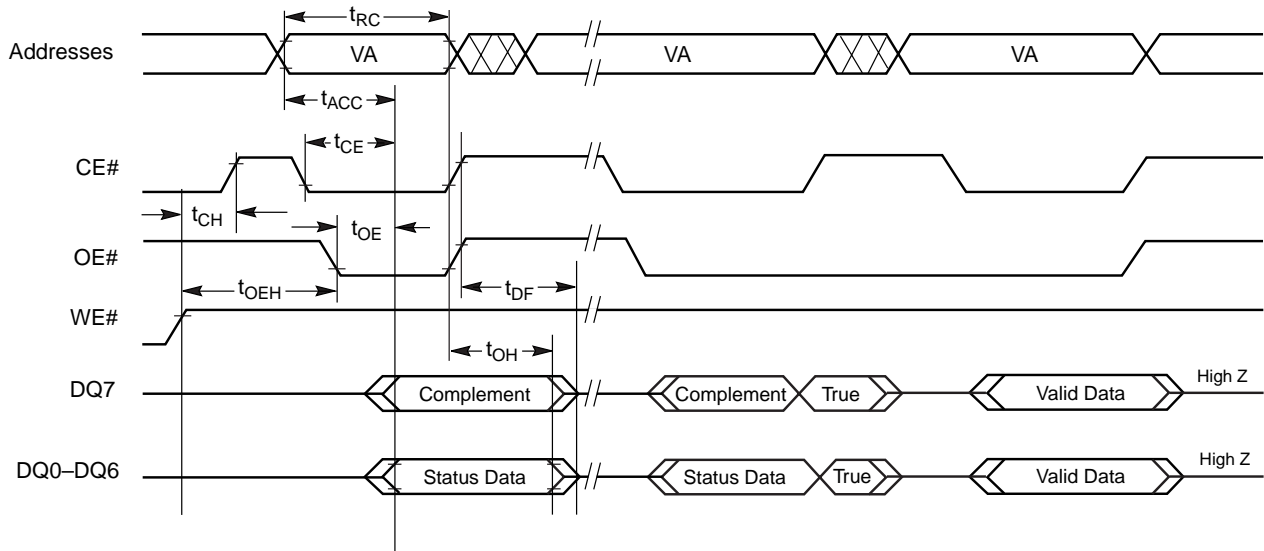 tRC
Addresses VA VA VA
tACC
tCE
CE#
tCH
tOE
OE#
tOEH tDF
WE#
tOH
DQ7 Complement Complement True Valid Data High Z
DQ0–DQ6 Status Data Status Data True Valid Data High Z